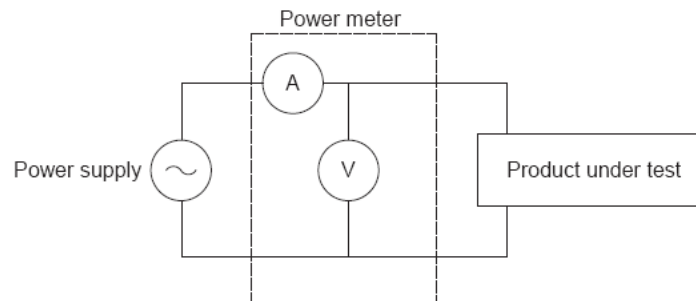 Power meter
A
Power supply
V
Product under test